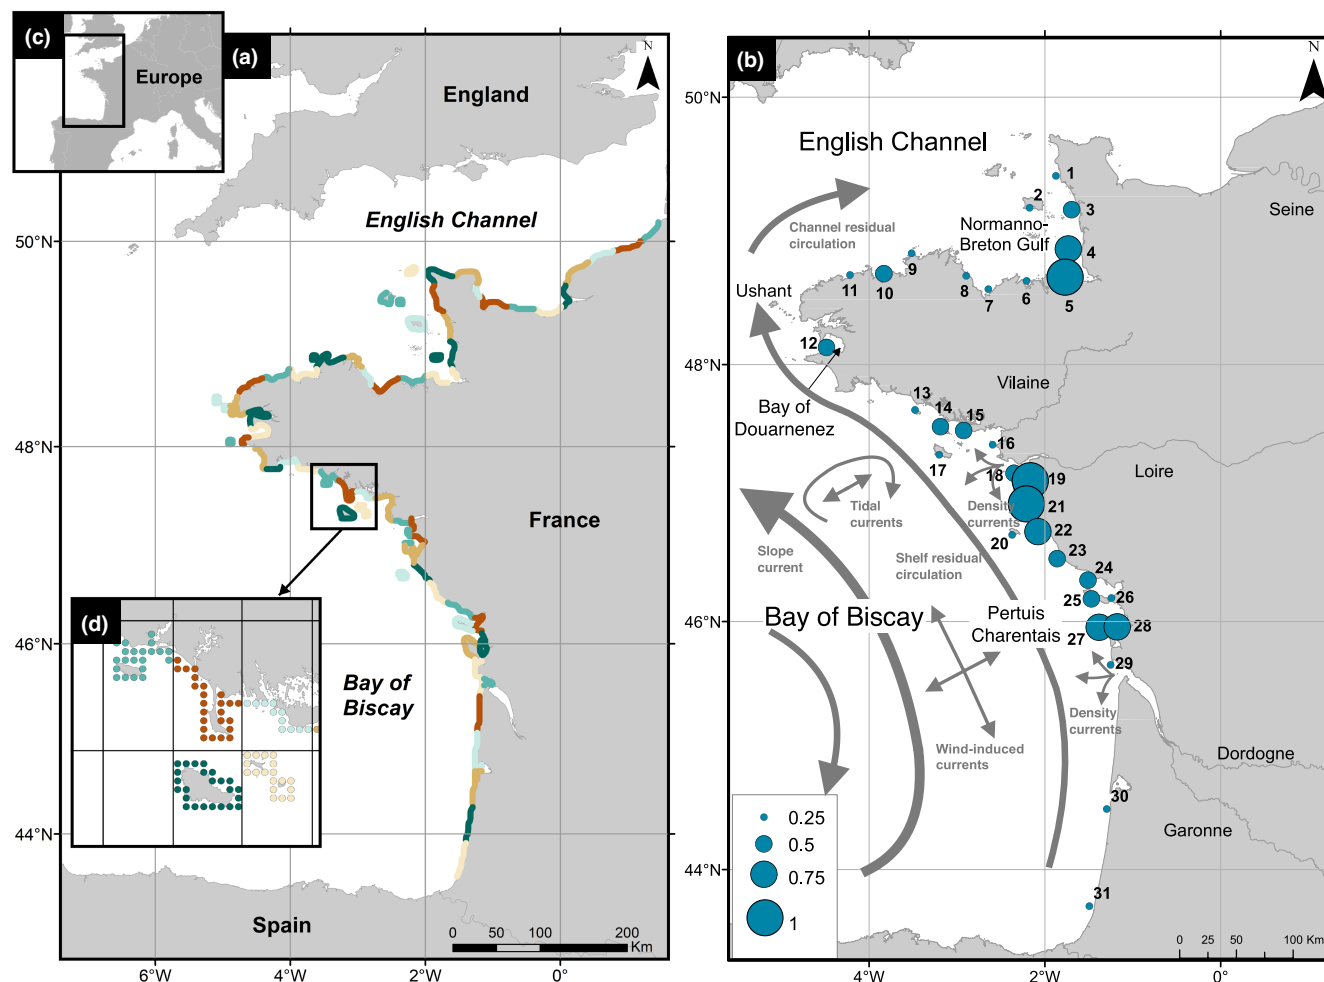 (c)
Europe
(a)
N
England
English Channel
50°N
France
48°N
46°N
(d)
Bay of
Biscay
44°N
Spain
0 50 100 200
Km
6°W
4°W
2°W
0°
(b)
N
50°N
English Channel
1
2
3
Seine
Channel residual
circulation
Normanno-
Breton Gulf
4
9
11
10
8
7
6
5
Ushant
12
48°N
Vilaine
13
14
15
Bay of
Douarnenez
16
17
Loire
18
19
Tidal
currents
Density
currents
21
20
22
Slope
current
Shelf residual
circulation
23
24
25
26
46°N
Bay of Biscay
Pertuis
Charentais
27
28
29
Density
currents
Wind-induced
currents
Dordogne
30
Garonne
0.25
0.5
0.75
1
44°N
31
0 25 50 100 Km
4°W
2°W
0°